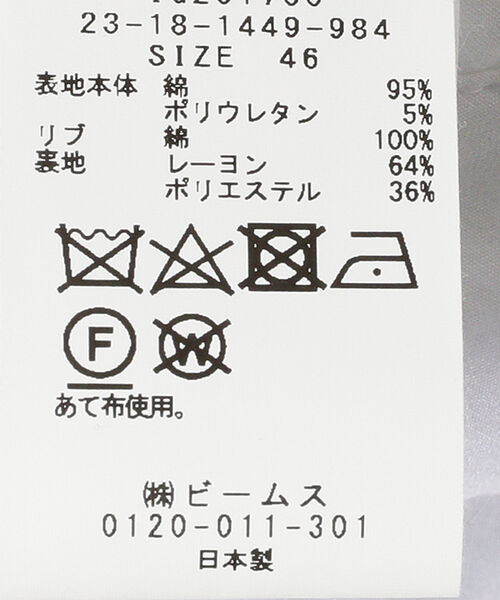 23-18-1449-984
SIZE 46
表地本体 綿 95%
ポリウレタン 5%
リブ 綿 100%
裏地 レーヨン 64%
ポリエステル 36%
F W
あて布使用。
㈱ビームス
0120-011-301
日本製